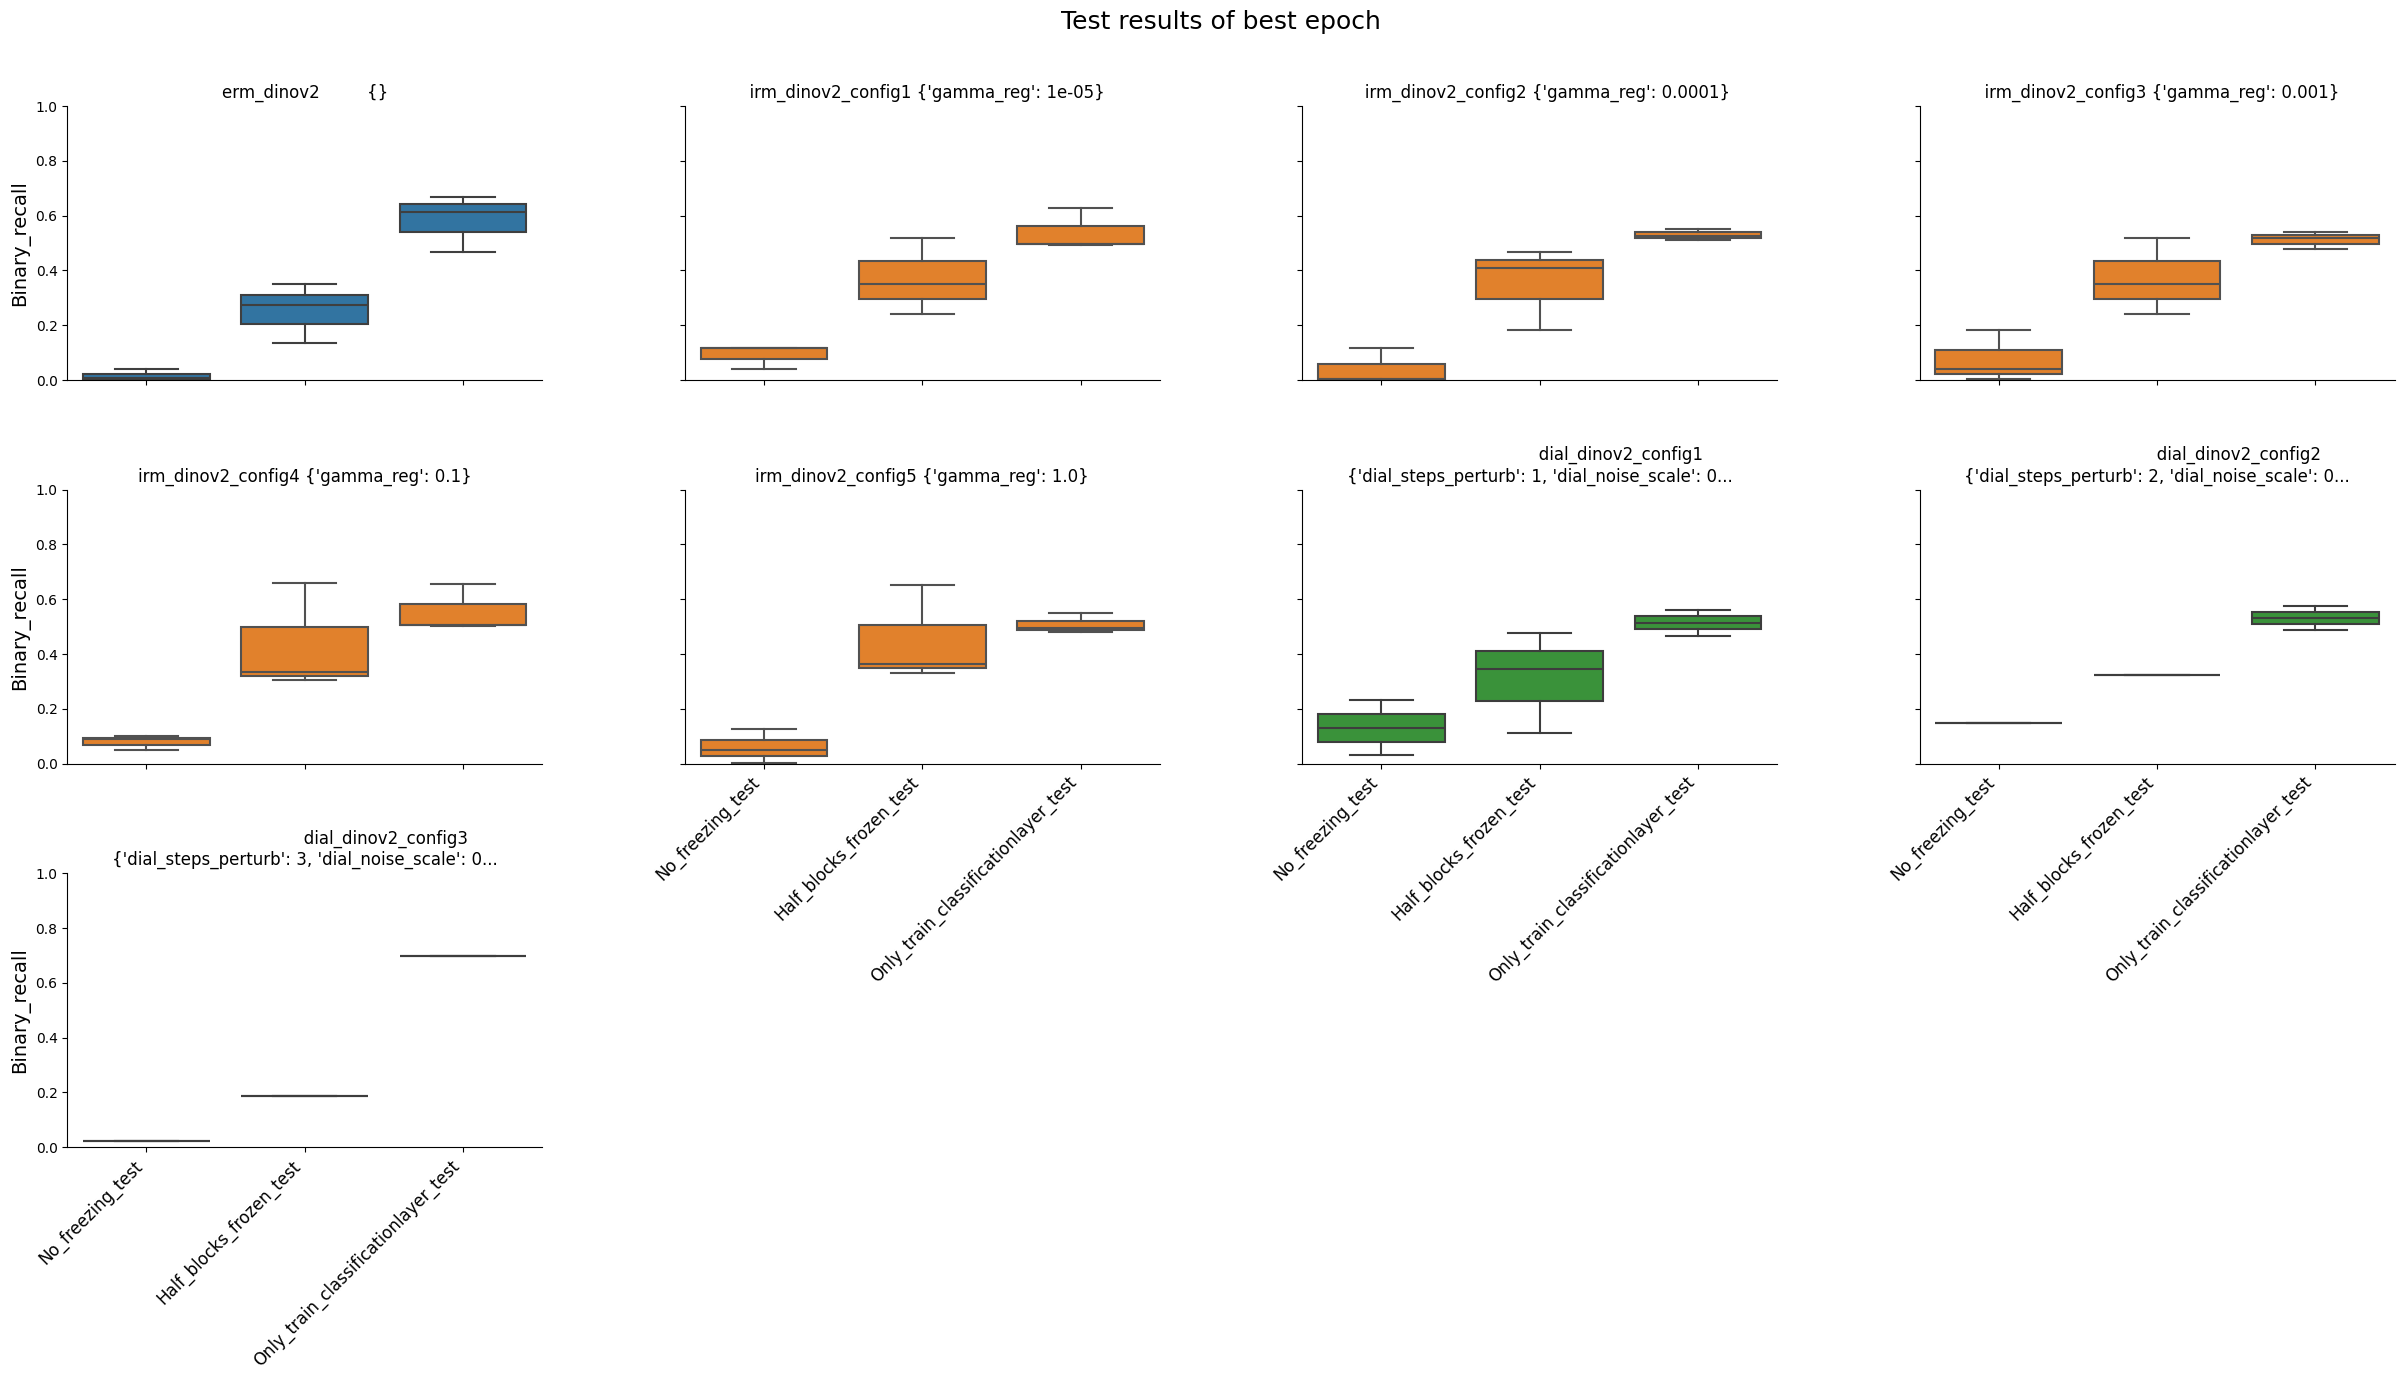 Test results of best epoch
erm_dinov2 {}
irm_dinov2_config1 {'gamma_reg': 1e-05}
irm_dinov2_config2 {'gamma_reg': 0.0001}
irm_dinov2_config3 {'gamma_reg': 0.001}
1.0
0.8
0.6
0.4
0.2
0.0
Binary_recall
irm_dinov2_config4 {'gamma_reg': 0.1}
irm_dinov2_config5 {'gamma_reg': 1.0}
dial_dinov2_config1
{'dial_steps_perturb': 1, 'dial_noise_scale': 0...
dial_dinov2_config2
{'dial_steps_perturb': 2, 'dial_noise_scale': 0...
1.0
0.8
0.6
0.4
0.2
0.0
Binary_recall
No_freezing_test
Half_blocks_frozen_test
Only_train_classificationlayer_test
No_freezing_test
Half_blocks_frozen_test
Only_train_classificationlayer_test
No_freezing_test
Half_blocks_frozen_test
Only_train_classificationlayer_test
dial_dinov2_config3
{'dial_steps_perturb': 3, 'dial_noise_scale': 0...
1.0
0.8
0.6
0.4
0.2
0.0
Binary_recall
No_freezing_test
Half_blocks_frozen_test
Only_train_classificationlayer_test